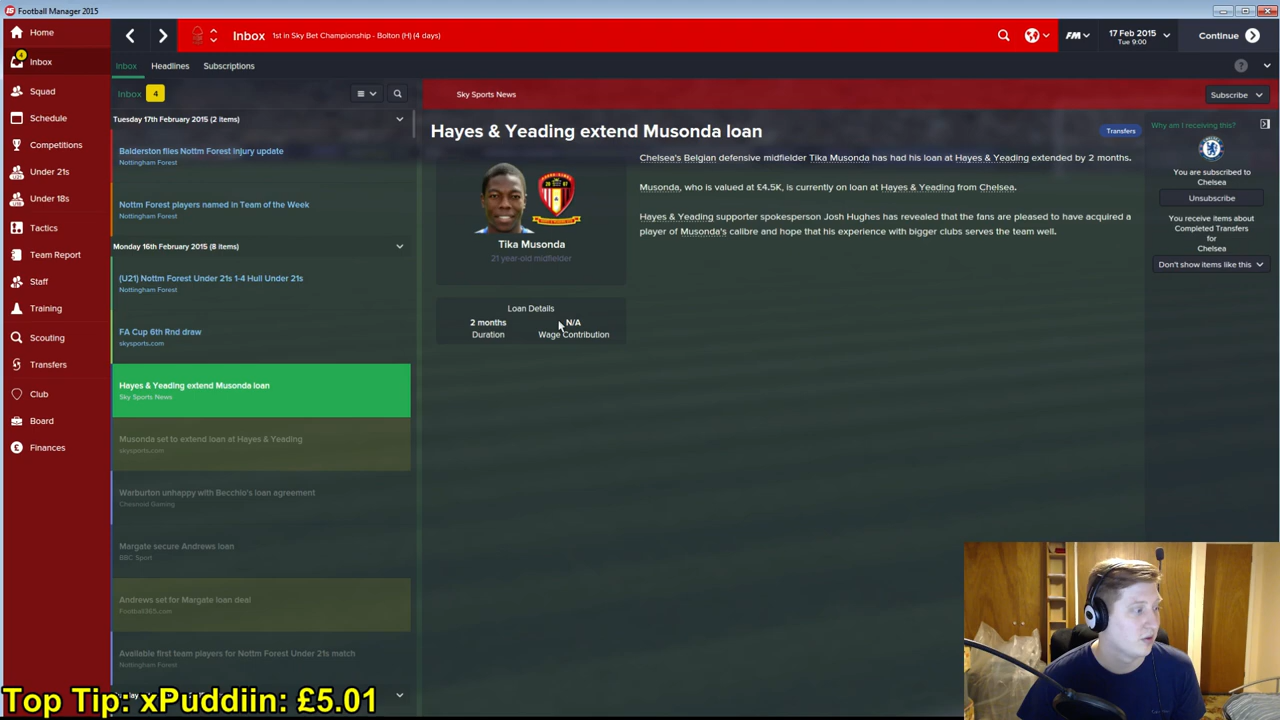 Football Manager 2015
Home
Inbox
1st in Sky Bet Championship - Bolton (H) (4 days)
FM
17 Feb 2015
Tue 9:00
Continue
4
Inbox
Squad
Schedule
Competitions
Under 21s
Under 18s
Tactics
Team Report
Staff
Training
Scouting
Transfers
Club
Board
Finances
Inbox
Headlines
Subscriptions
Inbox
4
Tuesday 17th February 2015 (2 items)
Balderston files Nottm Forest injury update
Nottingham Forest
Nottm Forest players named in Team of the Week
Nottingham Forest
Monday 16th February 2015 (8 items)
(U21) Nottm Forest Under 21s 1-4 Hull Under 21s
Nottingham Forest
FA Cup 6th Rnd draw
skysports.com
Hayes & Yeading extend Musonda loan
Sky Sports News
Musonda set to extend loan at Hayes & Yeading
skysports.com
Warburton unhappy with Becchio's loan agreement
Chesnoid Gaming
Margate secure Andrews loan
BBC Sport
Andrews set for Margate loan deal
Football365.com
Available first team players for Nottm Forest Under 21s match
Nottingham Forest
Sky Sports News
Subscribe
Hayes & Yeading extend Musonda loan
Transfers
Tika Musonda
21 year-old midfielder
Loan Details
2 months
N/A
Duration
Wage Contribution
Chelsea's Belgian defensive midfielder Tika Musonda has had his loan at Hayes & Yeading extended by 2 months.
Musonda, who is valued at £4.5K, is currently on loan at Hayes & Yeading from Chelsea.
Hayes & Yeading supporter spokesperson Josh Hughes has revealed that the fans are pleased to have acquired a
player of Musonda's calibre and hope that his experience with bigger clubs serves the team well.
Why am I receiving this?
You are subscribed to
Chelsea
Unsubscribe
You receive items about
Completed Transfers
for
Chelsea
Don't show items like this
Top Tip: xPuddiin: £5.01